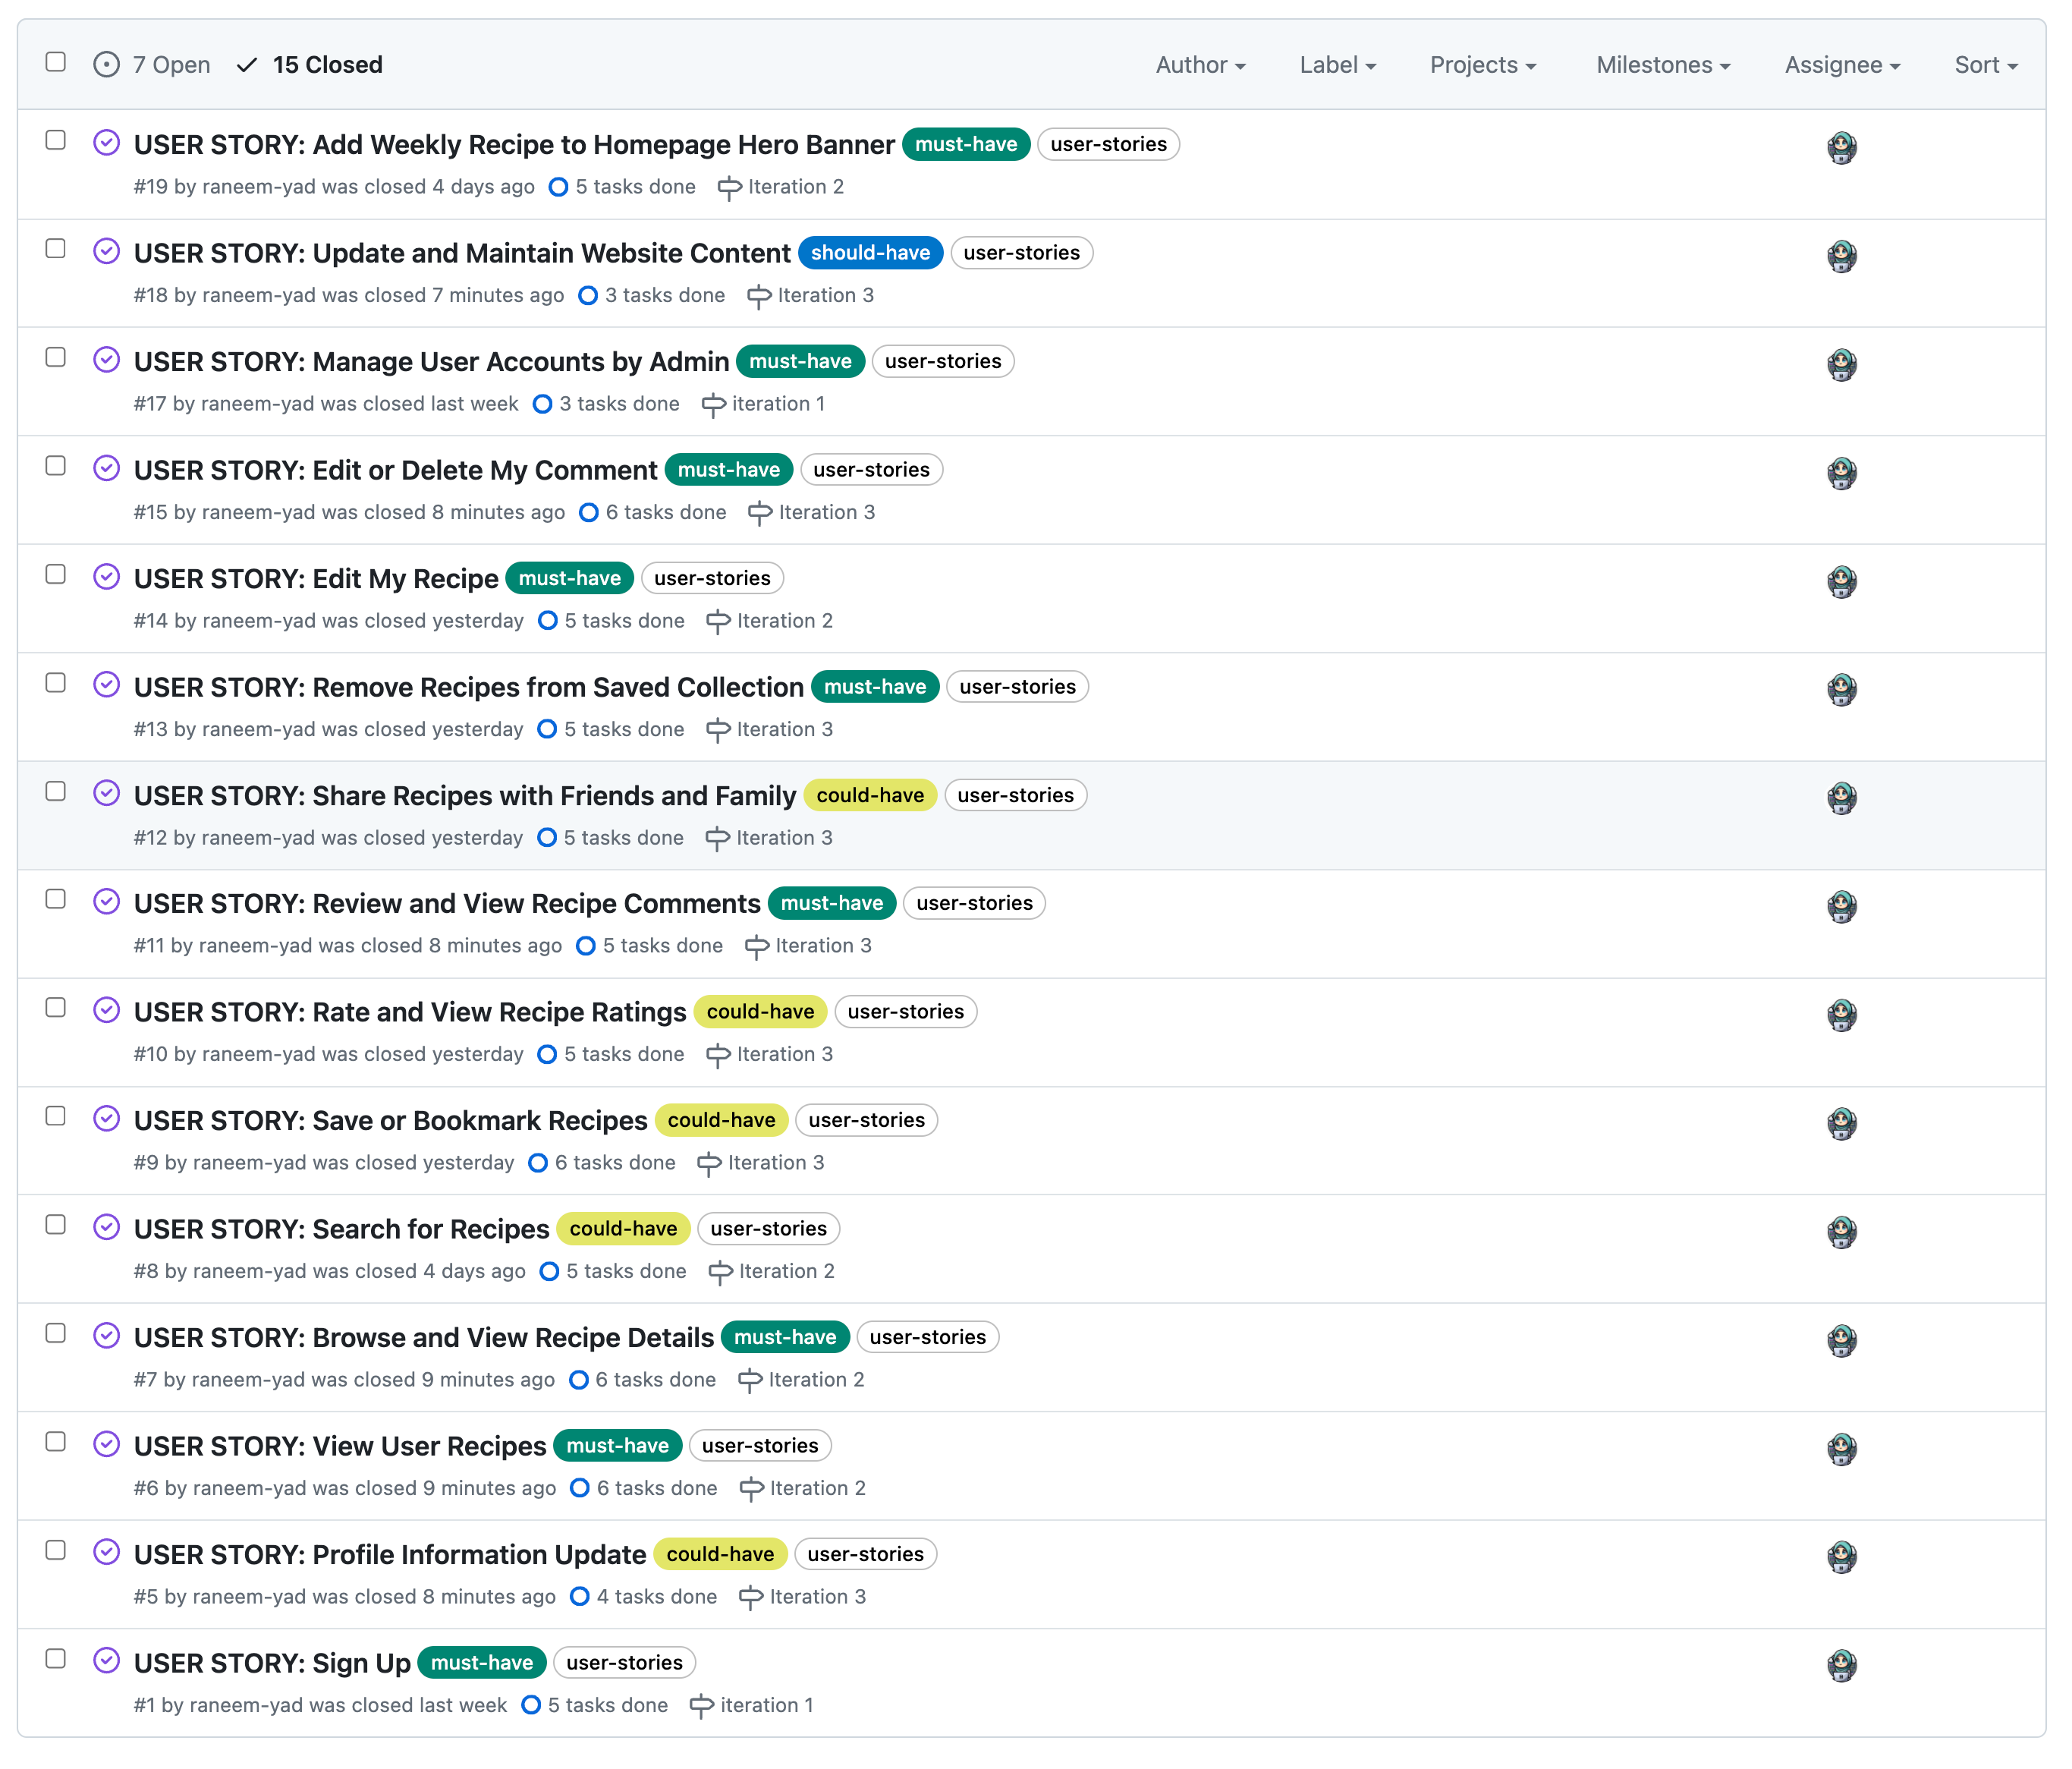 7 Open 15 Closed Author Label Projects Milestones Assignee Sort
USER STORY: Add Weekly Recipe to Homepage Hero Banner must-have user-stories
#19 by raneem-yad was closed 4 days ago 5 tasks done Iteration 2
USER STORY: Update and Maintain Website Content should-have user-stories
#18 by raneem-yad was closed 7 minutes ago 3 tasks done Iteration 3
USER STORY: Manage User Accounts by Admin must-have user-stories
#17 by raneem-yad was closed last week 3 tasks done iteration 1
USER STORY: Edit or Delete My Comment must-have user-stories
#15 by raneem-yad was closed 8 minutes ago 6 tasks done Iteration 3
USER STORY: Edit My Recipe must-have user-stories
#14 by raneem-yad was closed yesterday 5 tasks done Iteration 2
USER STORY: Remove Recipes from Saved Collection must-have user-stories
#13 by raneem-yad was closed yesterday 5 tasks done Iteration 3
USER STORY: Share Recipes with Friends and Family could-have user-stories
#12 by raneem-yad was closed yesterday 5 tasks done Iteration 3
USER STORY: Review and View Recipe Comments must-have user-stories
#11 by raneem-yad was closed 8 minutes ago 5 tasks done Iteration 3
USER STORY: Rate and View Recipe Ratings could-have user-stories
#10 by raneem-yad was closed yesterday 5 tasks done Iteration 3
USER STORY: Save or Bookmark Recipes could-have user-stories
#9 by raneem-yad was closed yesterday 6 tasks done Iteration 3
USER STORY: Search for Recipes could-have user-stories
#8 by raneem-yad was closed 4 days ago 5 tasks done Iteration 2
USER STORY: Browse and View Recipe Details must-have user-stories
#7 by raneem-yad was closed 9 minutes ago 6 tasks done Iteration 2
USER STORY: View User Recipes must-have user-stories
#6 by raneem-yad was closed 9 minutes ago 6 tasks done Iteration 2
USER STORY: Profile Information Update could-have user-stories
#5 by raneem-yad was closed 8 minutes ago 4 tasks done Iteration 3
USER STORY: Sign Up must-have user-stories
#1 by raneem-yad was closed last week 5 tasks done iteration 1